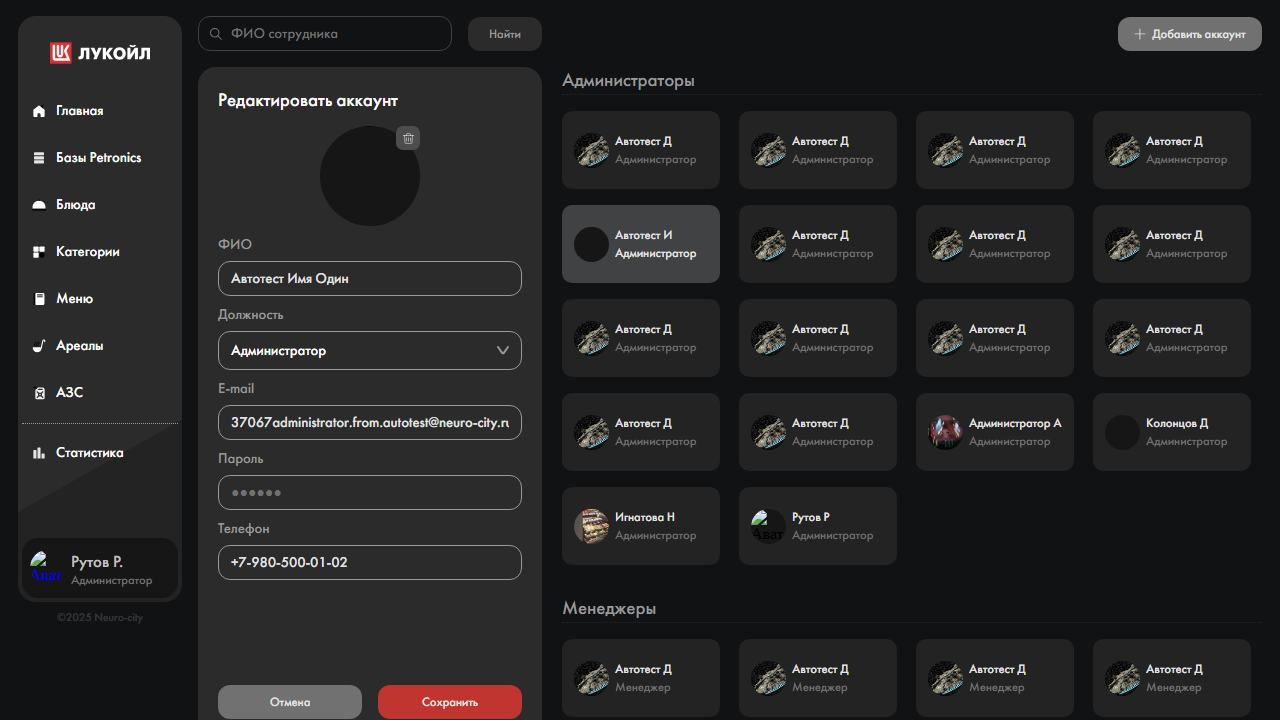 ЛУКОЙЛ
Главная
Базы Petronics
Блюда
Категории
Меню
Ареалы
АЗС
Статистика
Рутов Р.
Администратор
©2025 Neuro-city
ФИО сотрудника
Найти
Добавить аккаунт
Редактировать аккаунт
ФИО
Автотест Имя Один
Должность
Администратор
E-mail
37067administrator.from.autotest@neuro-city.ru
Пароль
Телефон
+7-980-500-01-02
Отмена
Сохранить
Администраторы
Автотест Д
Администратор
Автотест Д
Администратор
Автотест Д
Администратор
Автотест Д
Администратор
Автотест И
Администратор
Автотест Д
Администратор
Автотест Д
Администратор
Автотест Д
Администратор
Автотест Д
Администратор
Автотест Д
Администратор
Автотест Д
Администратор
Автотест Д
Администратор
Автотест Д
Администратор
Автотест Д
Администратор
Администратор А
Администратор
Колонцов Д
Администратор
Игнатова Н
Администратор
Рутов Р
Администратор
Менеджеры
Автотест Д
Менеджер
Автотест Д
Менеджер
Автотест Д
Менеджер
Автотест Д
Менеджер